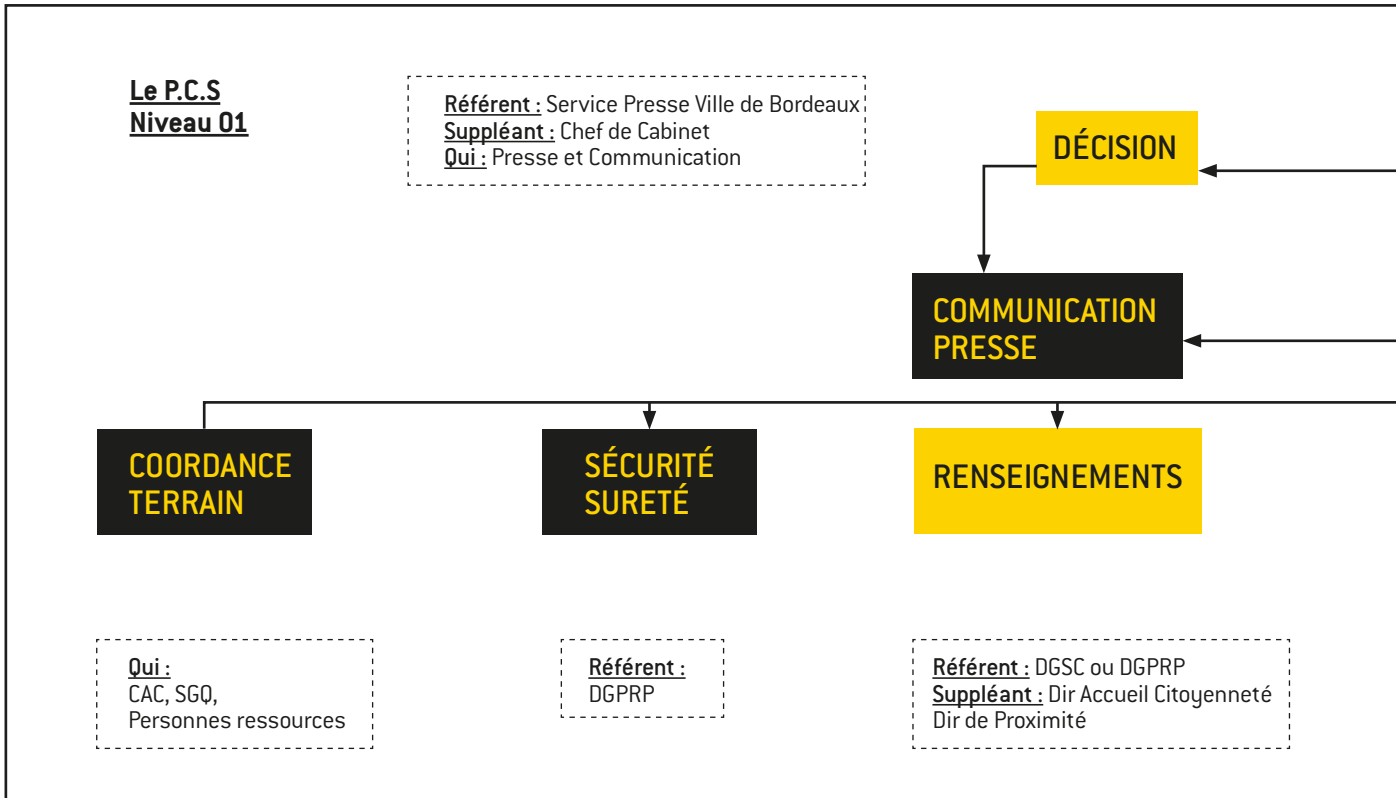 Le P.C.S
Niveau 01
Référent : Service Presse Ville de Bordeaux
Suppléant : Chef de Cabinet
Qui : Presse et Communication
DÉCISION
COMMUNICATION
PRESSE
COORDANCE
TERRAIN
SÉCURITÉ
SURETÉ
RENSEIGNEMENTS
Qui :
CAC, SGQ,
Personnes ressources
Référent :
DGPRP
Référent : DGSC ou DGPRP
Suppléant : Dir Accueil Citoyenneté
Dir de Proximité